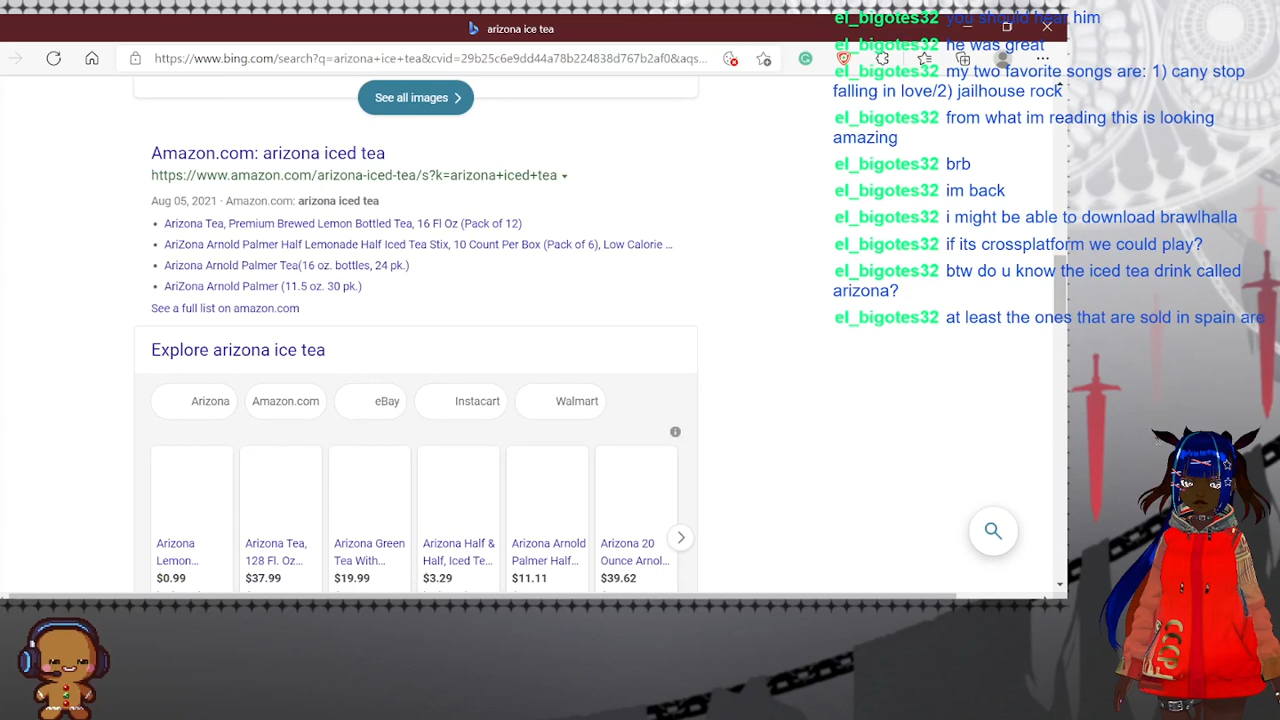 arizona ice tea
https://www.bing.com/search?q=arizona+ice+tea&cvid=29b25c6e9dd44a78b224838d767b2af0&aqs...
See all images
Amazon.com: arizona iced tea
https://www.amazon.com/arizona-iced-tea/s?k=arizona+iced+tea
Aug 05, 2021 · Amazon.com: arizona iced tea
• Arizona Tea, Premium Brewed Lemon Bottled Tea, 16 Fl Oz (Pack of 12)
• AriZona Arnold Palmer Half Lemonade Half Iced Tea Stix, 10 Count Per Box (Pack of 6), Low Calorie ...
• Arizona Arnold Palmer Tea(16 oz. bottles, 24 pk.)
• AriZona Arnold Palmer (11.5 oz. 30 pk.)
See a full list on amazon.com
Explore arizona ice tea
Arizona
Amazon.com
eBay
Instacart
Walmart
Arizona
Lemon...
$0.99
Arizona Tea,
128 Fl. Oz...
$37.99
Arizona Green
Tea With...
$19.99
Arizona Half &
Half, Iced Te...
$3.29
Arizona Arnold
Palmer Half...
$11.11
Arizona 20
Ounce Arnol...
$39.62
el_bigotes32 you should hear him
el_bigotes32 he was great
el_bigotes32 my two favorite songs are: 1) cany stop
falling in love/2) jailhouse rock
el_bigotes32 from what im reading this is looking
amazing
el_bigotes32 brb
el_bigotes32 im back
el_bigotes32 i might be able to download brawlhalla
el_bigotes32 if its crossplatform we could play?
el_bigotes32 btw do u know the iced tea drink called
arizona?
el_bigotes32 at least the ones that are sold in spain are
CCCP